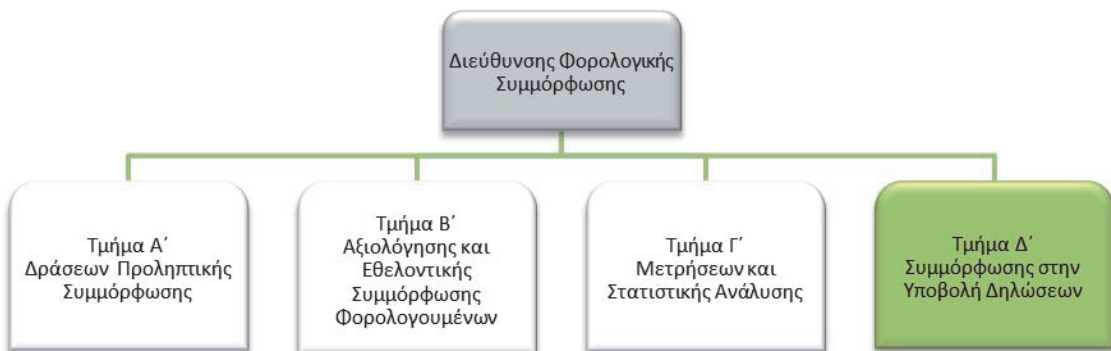 Διεύθυνσης Φορολογικής
Συμμόρφωσης
Τμήμα Α΄
Δράσεων Προληπτικής
Συμμόρφωσης
Τμήμα Β΄
Αξιολόγησης και
Εθελοντικής
Συμμόρφωσης
Φορολογουμένων
Τμήμα Γ΄
Μετρήσεων και
Στατιστικής Ανάλυσης
Τμήμα Δ΄
Συμμόρφωσης στην
Υποβολή Δηλώσεων